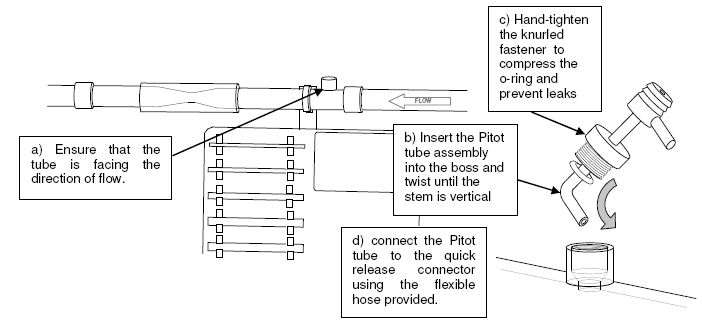 c) Hand-tighten
the knurled
fastener to
compress the
o-ring and
prevent leaks
FLOW
a) Ensure that the
tube is facing the
direction of flow.
b) Insert the Pitot
tube assembly
into the boss and
twist until the
stem is vertical
d) connect the Pitot
tube to the quick
release connector
using the flexible
hose provided.